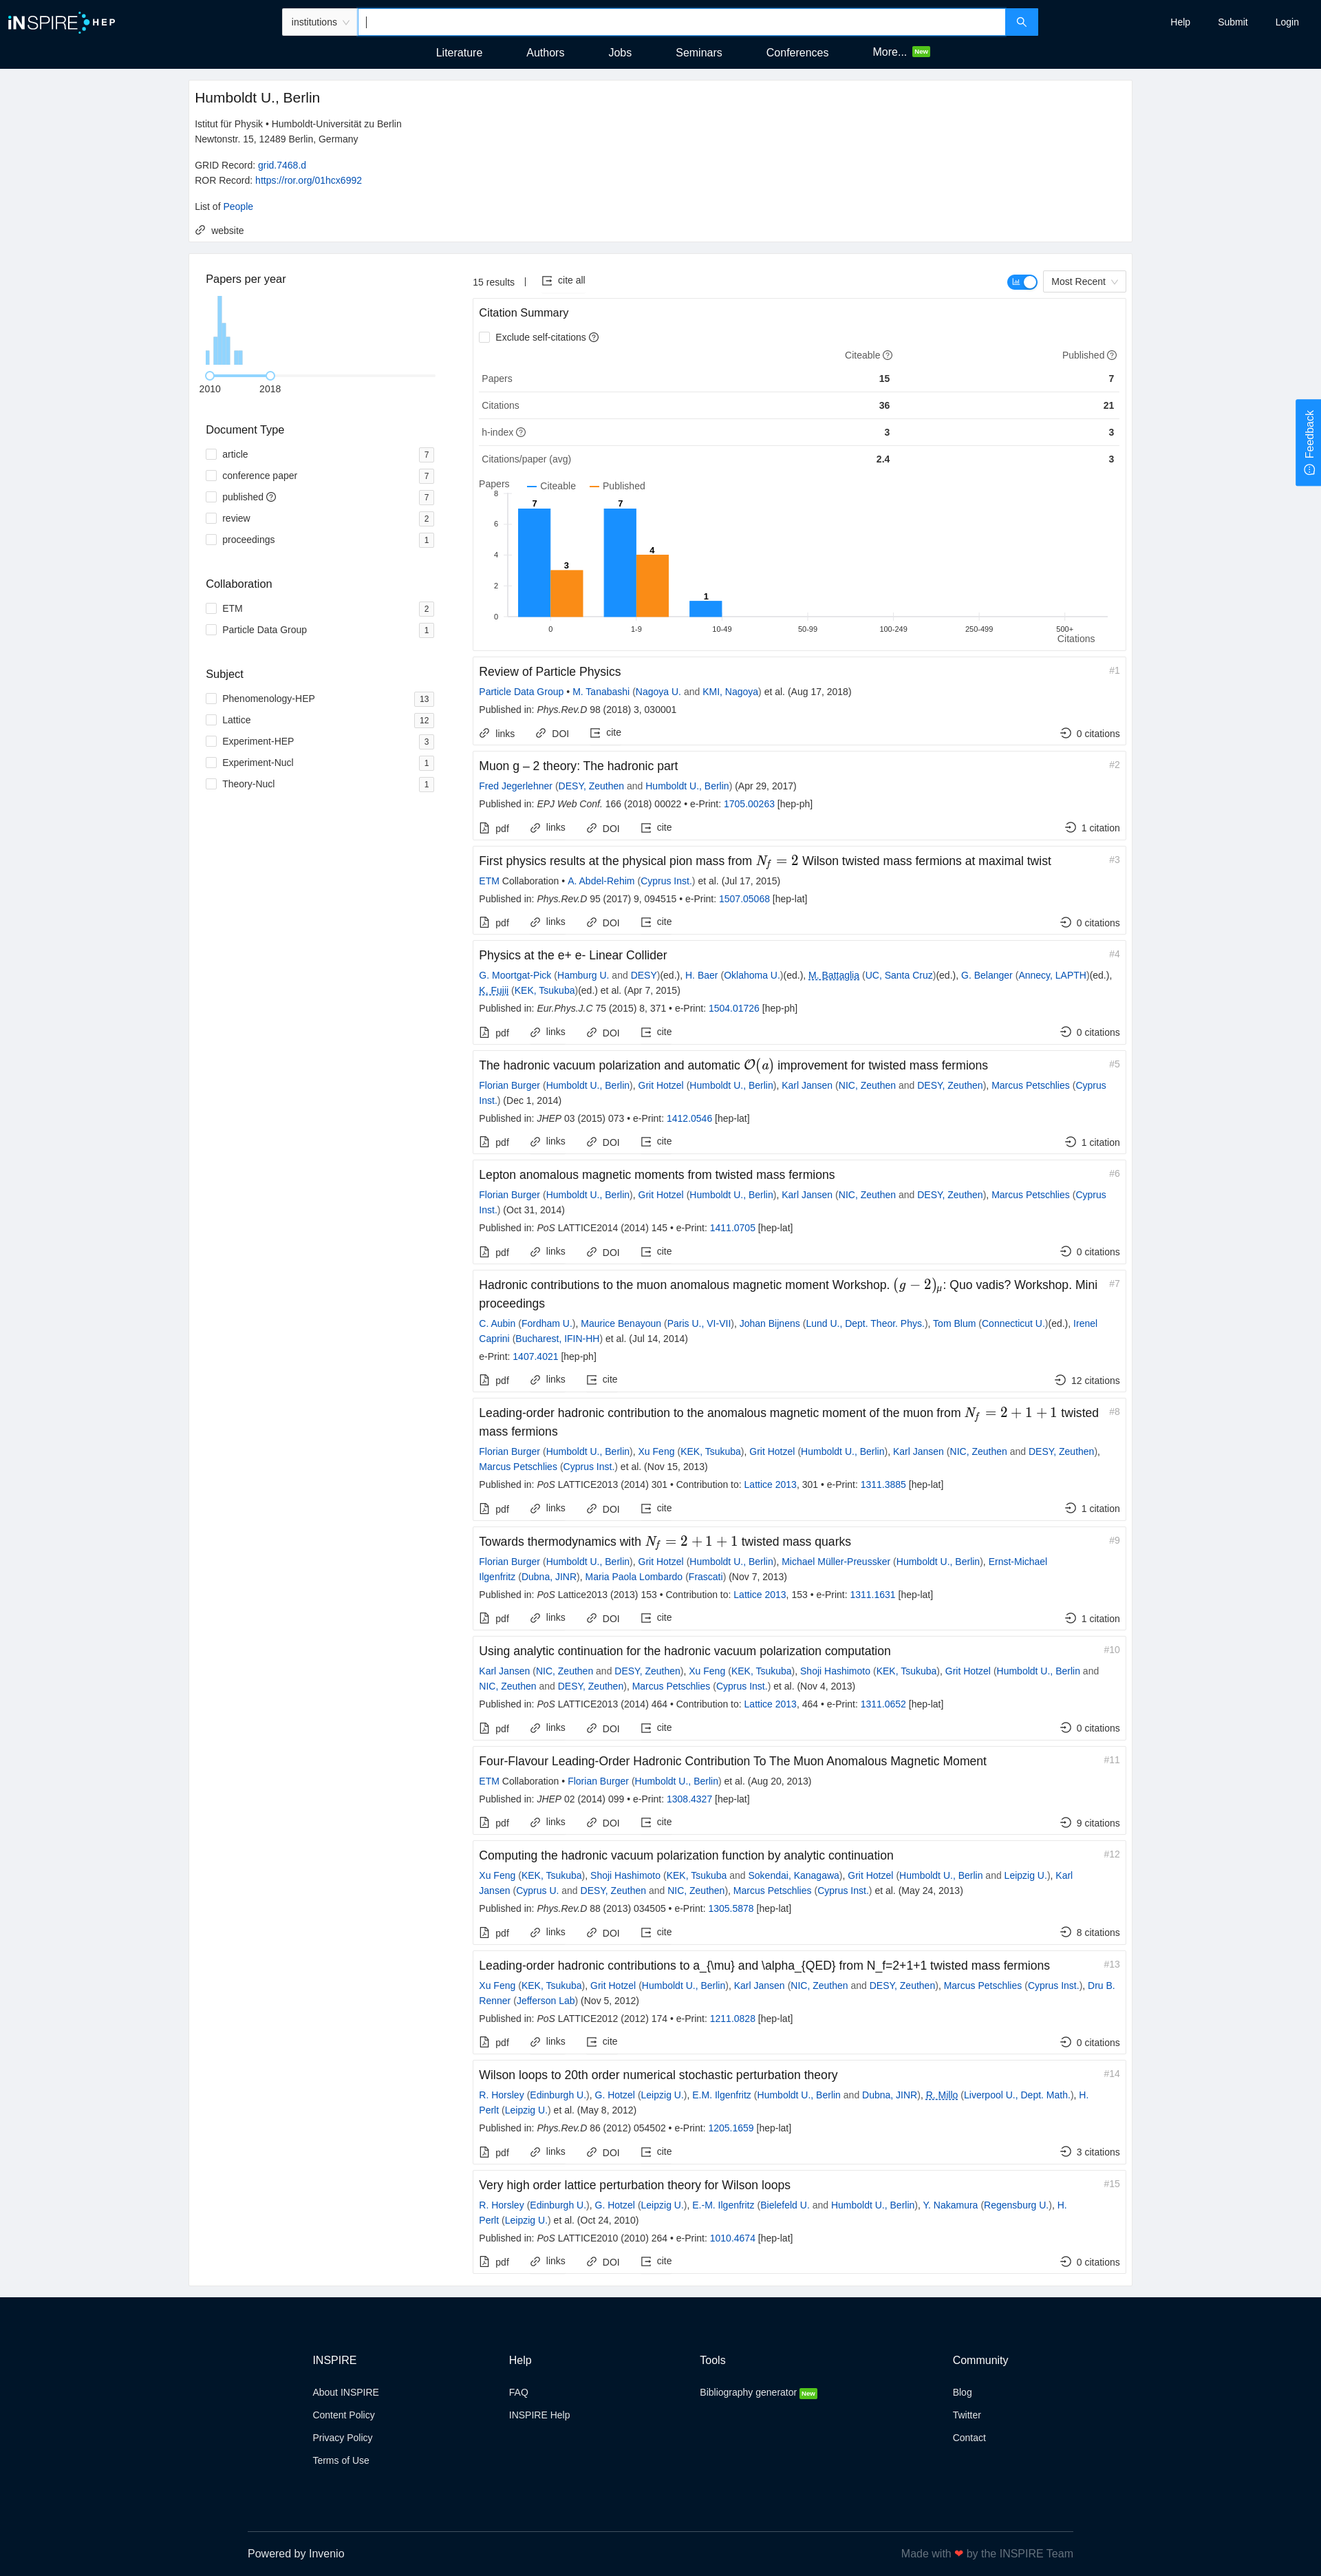 iNSPIRE HEP
institutions
Help Submit Login
Literature Authors Jobs Seminars Conferences More... New
Humboldt U., Berlin
Istitut für Physik • Humboldt-Universität zu Berlin
Newtonstr. 15, 12489 Berlin, Germany
GRID Record: grid.7468.d
ROR Record: https://ror.org/01hcx6992
List of People
website
Papers per year
2010 2018
Document Type
article 7
conference paper 7
published 7
review 2
proceedings 1
Collaboration
ETM 2
Particle Data Group 1
Subject
Phenomenology-HEP 13
Lattice 12
Experiment-HEP 3
Experiment-Nucl 1
Theory-Nucl 1
15 results | cite all
Most Recent
Citation Summary
Exclude self-citations
Citeable Published
Papers 15 7
Citations 36 21
h-index 3 3
Citations/paper (avg) 2.4 3
Papers
Citeable Published
8
6
4
2
0
7 3 7 4 1
0 1-9 10-49 50-99 100-249 250-499 500+
Citations
Feedback
Review of Particle Physics #1
Particle Data Group • M. Tanabashi (Nagoya U. and KMI, Nagoya) et al. (Aug 17, 2018)
Published in: Phys.Rev.D 98 (2018) 3, 030001
links DOI cite 0 citations
Muon g – 2 theory: The hadronic part #2
Fred Jegerlehner (DESY, Zeuthen and Humboldt U., Berlin) (Apr 29, 2017)
Published in: EPJ Web Conf. 166 (2018) 00022 • e-Print: 1705.00263 [hep-ph]
pdf links DOI cite 1 citation
First physics results at the physical pion mass from N_f = 2 Wilson twisted mass fermions at maximal twist #3
ETM Collaboration • A. Abdel-Rehim (Cyprus Inst.) et al. (Jul 17, 2015)
Published in: Phys.Rev.D 95 (2017) 9, 094515 • e-Print: 1507.05068 [hep-lat]
pdf links DOI cite 0 citations
Physics at the e+ e- Linear Collider #4
G. Moortgat-Pick (Hamburg U. and DESY)(ed.), H. Baer (Oklahoma U.)(ed.), M. Battaglia (UC, Santa Cruz)(ed.), G. Belanger (Annecy, LAPTH)(ed.),
K. Fujii (KEK, Tsukuba)(ed.) et al. (Apr 7, 2015)
Published in: Eur.Phys.J.C 75 (2015) 8, 371 • e-Print: 1504.01726 [hep-ph]
pdf links DOI cite 0 citations
The hadronic vacuum polarization and automatic 𝒪(a) improvement for twisted mass fermions #5
Florian Burger (Humboldt U., Berlin), Grit Hotzel (Humboldt U., Berlin), Karl Jansen (NIC, Zeuthen and DESY, Zeuthen), Marcus Petschlies (Cyprus
Inst.) (Dec 1, 2014)
Published in: JHEP 03 (2015) 073 • e-Print: 1412.0546 [hep-lat]
pdf links DOI cite 1 citation
Lepton anomalous magnetic moments from twisted mass fermions #6
Florian Burger (Humboldt U., Berlin), Grit Hotzel (Humboldt U., Berlin), Karl Jansen (NIC, Zeuthen and DESY, Zeuthen), Marcus Petschlies (Cyprus
Inst.) (Oct 31, 2014)
Published in: PoS LATTICE2014 (2014) 145 • e-Print: 1411.0705 [hep-lat]
pdf links DOI cite 0 citations
Hadronic contributions to the muon anomalous magnetic moment Workshop. (g − 2)_μ: Quo vadis? Workshop. Mini #7
proceedings
C. Aubin (Fordham U.), Maurice Benayoun (Paris U., VI-VII), Johan Bijnens (Lund U., Dept. Theor. Phys.), Tom Blum (Connecticut U.)(ed.), Irenel
Caprini (Bucharest, IFIN-HH) et al. (Jul 14, 2014)
e-Print: 1407.4021 [hep-ph]
pdf links cite 12 citations
Leading-order hadronic contribution to the anomalous magnetic moment of the muon from N_f = 2 + 1 + 1 twisted #8
mass fermions
Florian Burger (Humboldt U., Berlin), Xu Feng (KEK, Tsukuba), Grit Hotzel (Humboldt U., Berlin), Karl Jansen (NIC, Zeuthen and DESY, Zeuthen),
Marcus Petschlies (Cyprus Inst.) et al. (Nov 15, 2013)
Published in: PoS LATTICE2013 (2014) 301 • Contribution to: Lattice 2013, 301 • e-Print: 1311.3885 [hep-lat]
pdf links DOI cite 1 citation
Towards thermodynamics with N_f = 2 + 1 + 1 twisted mass quarks #9
Florian Burger (Humboldt U., Berlin), Grit Hotzel (Humboldt U., Berlin), Michael Müller-Preussker (Humboldt U., Berlin), Ernst-Michael
Ilgenfritz (Dubna, JINR), Maria Paola Lombardo (Frascati) (Nov 7, 2013)
Published in: PoS Lattice2013 (2013) 153 • Contribution to: Lattice 2013, 153 • e-Print: 1311.1631 [hep-lat]
pdf links DOI cite 1 citation
Using analytic continuation for the hadronic vacuum polarization computation #10
Karl Jansen (NIC, Zeuthen and DESY, Zeuthen), Xu Feng (KEK, Tsukuba), Shoji Hashimoto (KEK, Tsukuba), Grit Hotzel (Humboldt U., Berlin and
NIC, Zeuthen and DESY, Zeuthen), Marcus Petschlies (Cyprus Inst.) et al. (Nov 4, 2013)
Published in: PoS LATTICE2013 (2014) 464 • Contribution to: Lattice 2013, 464 • e-Print: 1311.0652 [hep-lat]
pdf links DOI cite 0 citations
Four-Flavour Leading-Order Hadronic Contribution To The Muon Anomalous Magnetic Moment #11
ETM Collaboration • Florian Burger (Humboldt U., Berlin) et al. (Aug 20, 2013)
Published in: JHEP 02 (2014) 099 • e-Print: 1308.4327 [hep-lat]
pdf links DOI cite 9 citations
Computing the hadronic vacuum polarization function by analytic continuation #12
Xu Feng (KEK, Tsukuba), Shoji Hashimoto (KEK, Tsukuba and Sokendai, Kanagawa), Grit Hotzel (Humboldt U., Berlin and Leipzig U.), Karl
Jansen (Cyprus U. and DESY, Zeuthen and NIC, Zeuthen), Marcus Petschlies (Cyprus Inst.) et al. (May 24, 2013)
Published in: Phys.Rev.D 88 (2013) 034505 • e-Print: 1305.5878 [hep-lat]
pdf links DOI cite 8 citations
Leading-order hadronic contributions to a_{\mu} and \alpha_{QED} from N_f=2+1+1 twisted mass fermions #13
Xu Feng (KEK, Tsukuba), Grit Hotzel (Humboldt U., Berlin), Karl Jansen (NIC, Zeuthen and DESY, Zeuthen), Marcus Petschlies (Cyprus Inst.), Dru B.
Renner (Jefferson Lab) (Nov 5, 2012)
Published in: PoS LATTICE2012 (2012) 174 • e-Print: 1211.0828 [hep-lat]
pdf links cite 0 citations
Wilson loops to 20th order numerical stochastic perturbation theory #14
R. Horsley (Edinburgh U.), G. Hotzel (Leipzig U.), E.M. Ilgenfritz (Humboldt U., Berlin and Dubna, JINR), R. Millo (Liverpool U., Dept. Math.), H.
Perlt (Leipzig U.) et al. (May 8, 2012)
Published in: Phys.Rev.D 86 (2012) 054502 • e-Print: 1205.1659 [hep-lat]
pdf links DOI cite 3 citations
Very high order lattice perturbation theory for Wilson loops #15
R. Horsley (Edinburgh U.), G. Hotzel (Leipzig U.), E.-M. Ilgenfritz (Bielefeld U. and Humboldt U., Berlin), Y. Nakamura (Regensburg U.), H.
Perlt (Leipzig U.) et al. (Oct 24, 2010)
Published in: PoS LATTICE2010 (2010) 264 • e-Print: 1010.4674 [hep-lat]
pdf links DOI cite 0 citations
INSPIRE
About INSPIRE
Content Policy
Privacy Policy
Terms of Use
Help
FAQ
INSPIRE Help
Tools
Bibliography generator New
Community
Blog
Twitter
Contact
Powered by Invenio
Made with ❤ by the INSPIRE Team